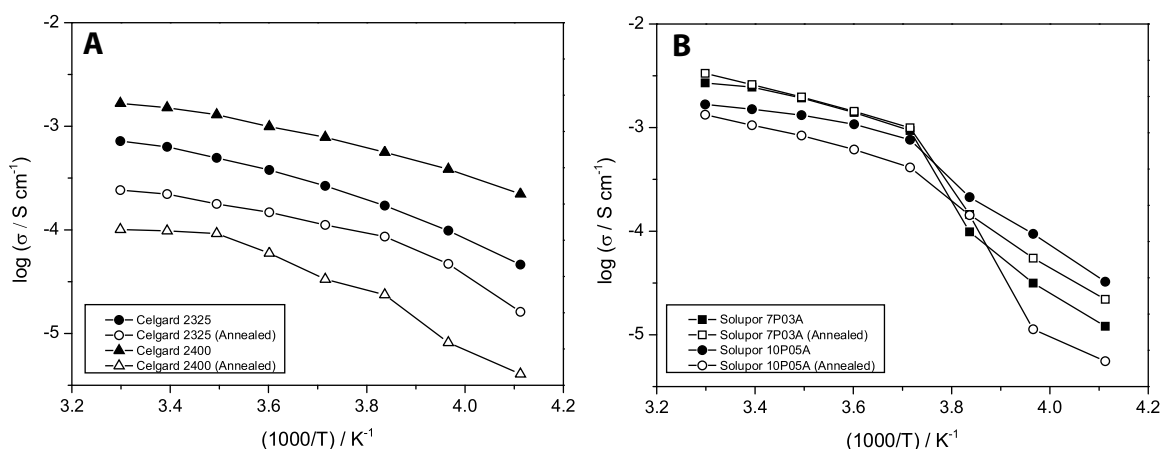 A
-2
-3
-4
-5
log (σ / S cm⁻¹)
Celgard 2325
Celgard 2325 (Annealed)
Celgard 2400
Celgard 2400 (Annealed)
3.2 3.4 3.6 3.8 4.0 4.2
(1000/T) / K⁻¹
B
-2
-3
-4
-5
log (σ / S cm⁻¹)
Solupor 7P03A
Solupor 7P03A (Annealed)
Solupor 10P05A
Solupor 10P05A (Annealed)
3.2 3.4 3.6 3.8 4.0 4.2
(1000/T) / K⁻¹